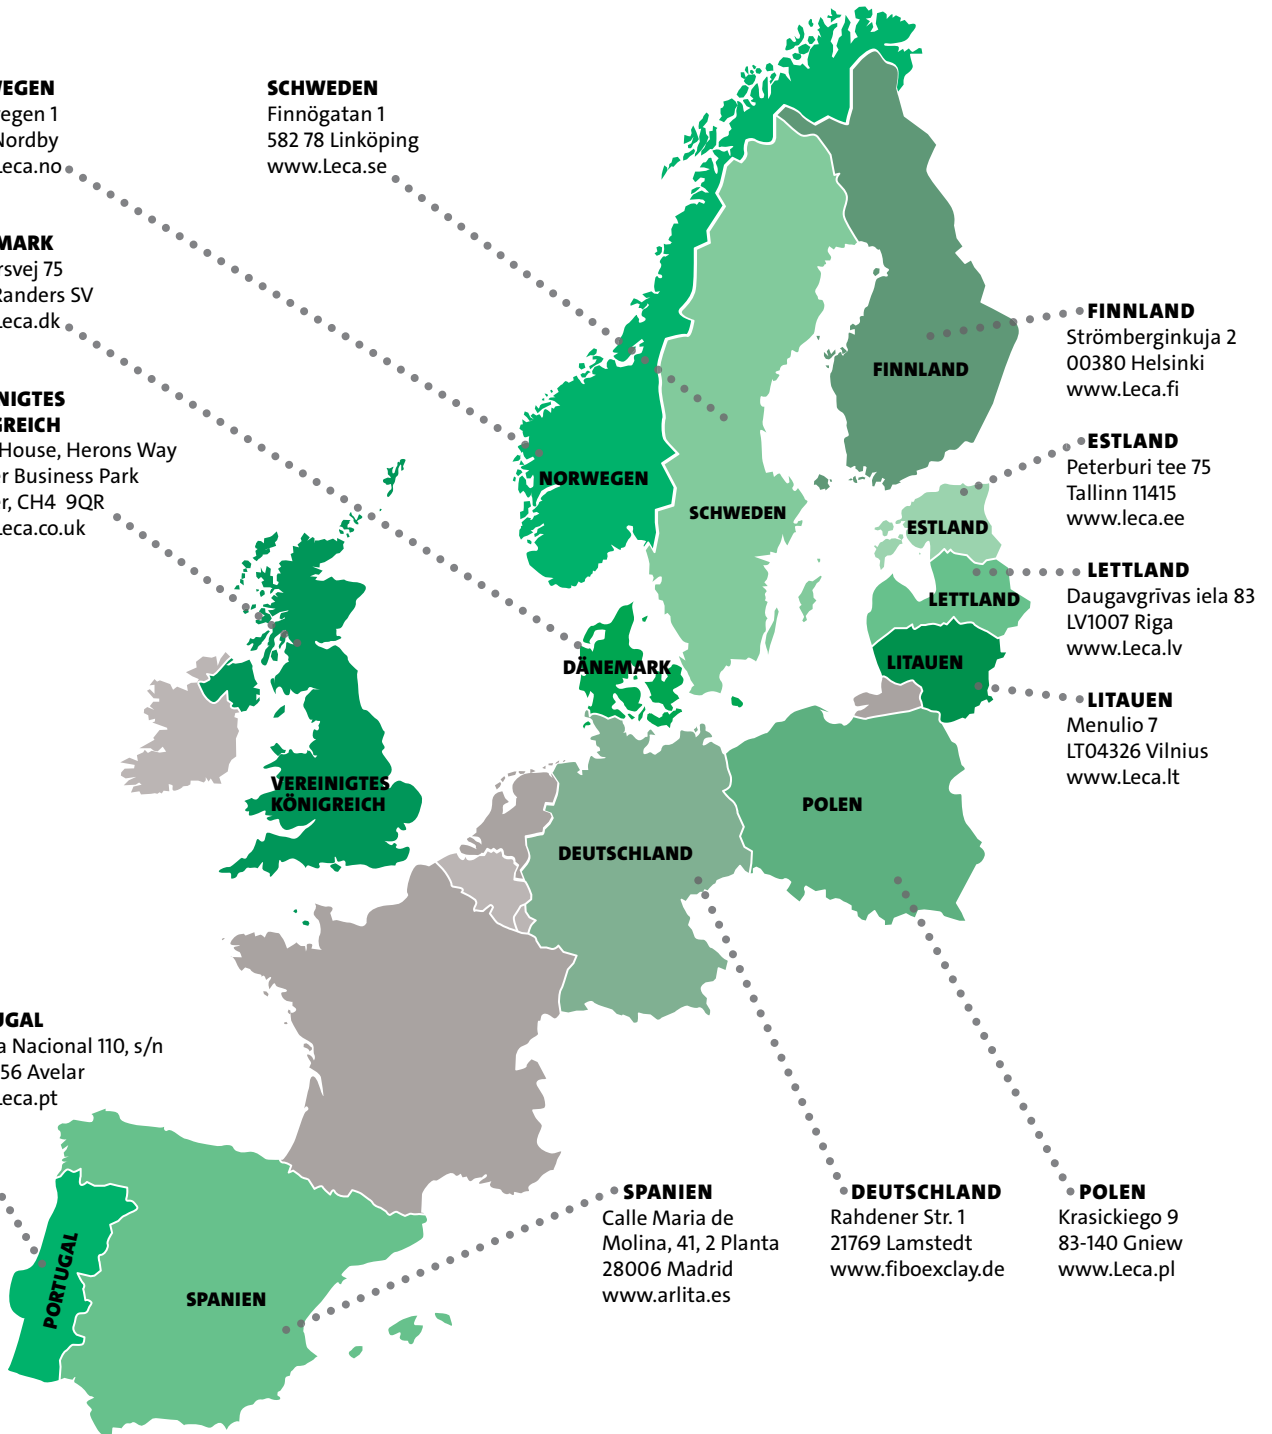 WEGEN
egen 1
Nordby
Leca.no
SCHWEDEN
Finnögatan 1
582 78 Linköping
www.Leca.se
MARK
rsvej 75
Randers SV
Leca.dk
NIGTES
GREICH
House, Herons Way
er Business Park
er, CH4 9QR
Leca.co.uk
FINNLAND
Strömberginkuja 2
00380 Helsinki
www.Leca.fi
ESTLAND
Peterburi tee 75
Tallinn 11415
www.leca.ee
LETTLAND
Daugavgrīvas iela 83
LV1007 Riga
www.Leca.lv
LITAUEN
Menulio 7
LT04326 Vilnius
www.Leca.lt
FINNLAND
NORWEGEN
SCHWEDEN
ESTLAND
LETTLAND
LITAUEN
DÄNEMARK
VEREINIGTES
KÖNIGREICH
POLEN
DEUTSCHLAND
UGAL
a Nacional 110, s/n
56 Avelar
Leca.pt
PORTUGAL
SPANIEN
SPANIEN
Calle Maria de
Molina, 41, 2 Planta
28006 Madrid
www.arlita.es
DEUTSCHLAND
Rahdener Str. 1
21769 Lamstedt
www.fiboexclay.de
POLEN
Krasickiego 9
83-140 Gniew
www.Leca.pl